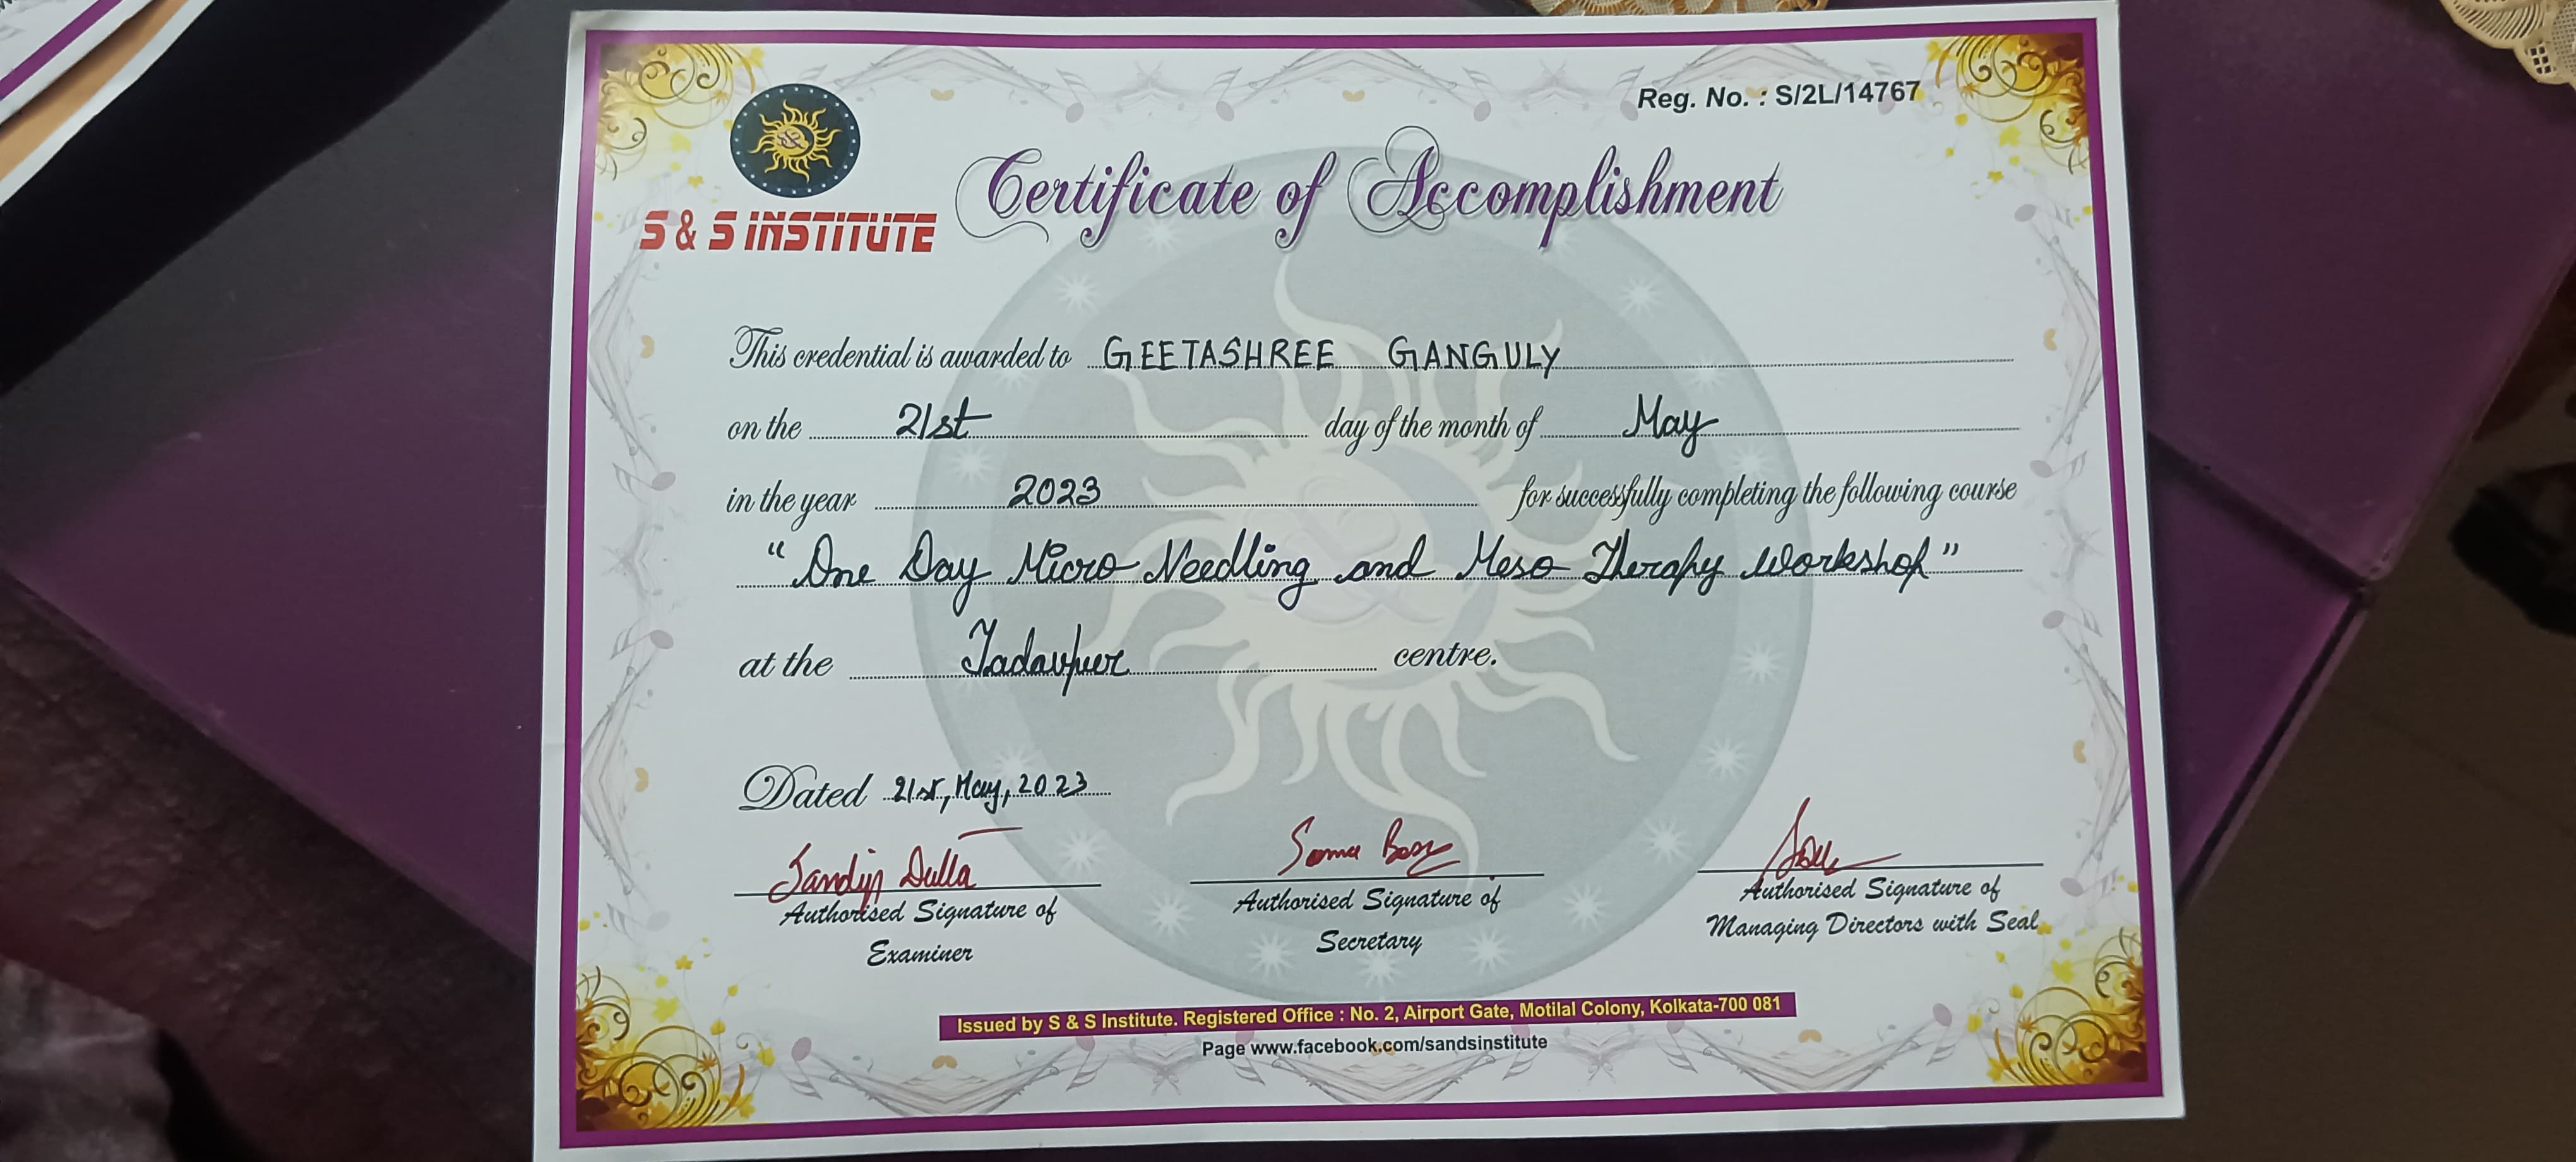 Reg. No. : S/2L/14767
S & S INSTITUTE
Certificate of Accomplishment
This credential is awarded to GEETASHREE GANGULY
on the 21st day of the month of May
in the year 2023 for successfully completing the following course
"One Day Micro Needling and Meso Therapy Workshop"
at the Jadavpur centre.
Dated 21st, May, 2023
Sandip Dutta
Authorised Signature of
Examiner
Soma Bose
Authorised Signature of
Secretary
Authorised Signature of
Managing Directors with Seal
Issued by S & S Institute. Registered Office : No. 2, Airport Gate, Motilal Colony, Kolkata-700 081
Page www.facebook.com/sandsinstitute